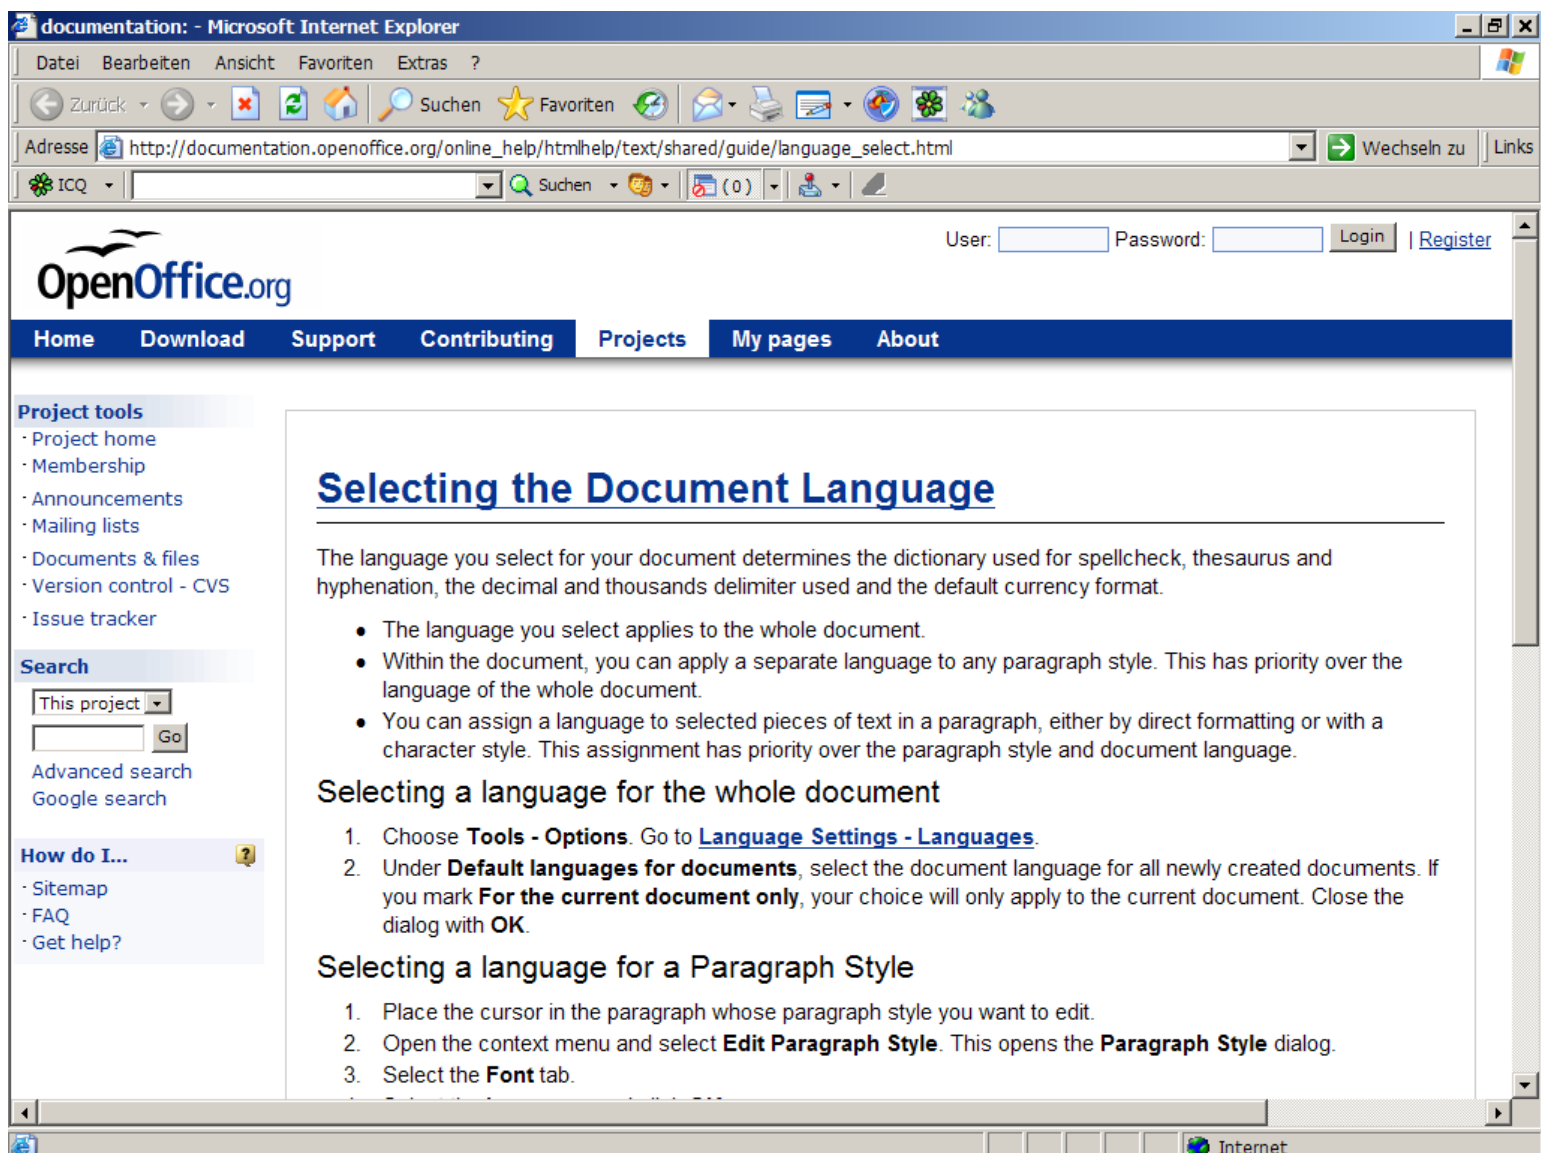 documentation: - Microsoft Internet Explorer
Datei Bearbeiten Ansicht Favoriten Extras ?
Zurück Suchen Favoriten
Adresse http://documentation.openoffice.org/online_help/htmlhelp/text/shared/guide/language_select.html Wechseln zu Links
ICQ Suchen (0)
User: Password: Login | Register
OpenOffice.org
Home Download Support Contributing Projects My pages About
Project tools
· Project home
· Membership
· Announcements
· Mailing lists
· Documents & files
· Version control - CVS
· Issue tracker
Search
This project
Go
Advanced search
Google search
How do I...
· Sitemap
· FAQ
· Get help?
Selecting the Document Language
The language you select for your document determines the dictionary used for spellcheck, thesaurus and
hyphenation, the decimal and thousands delimiter used and the default currency format.
• The language you select applies to the whole document.
• Within the document, you can apply a separate language to any paragraph style. This has priority over the
language of the whole document.
• You can assign a language to selected pieces of text in a paragraph, either by direct formatting or with a
character style. This assignment has priority over the paragraph style and document language.
Selecting a language for the whole document
1. Choose Tools - Options. Go to Language Settings - Languages.
2. Under Default languages for documents, select the document language for all newly created documents. If
you mark For the current document only, your choice will only apply to the current document. Close the
dialog with OK.
Selecting a language for a Paragraph Style
1. Place the cursor in the paragraph whose paragraph style you want to edit.
2. Open the context menu and select Edit Paragraph Style. This opens the Paragraph Style dialog.
3. Select the Font tab.
Internet